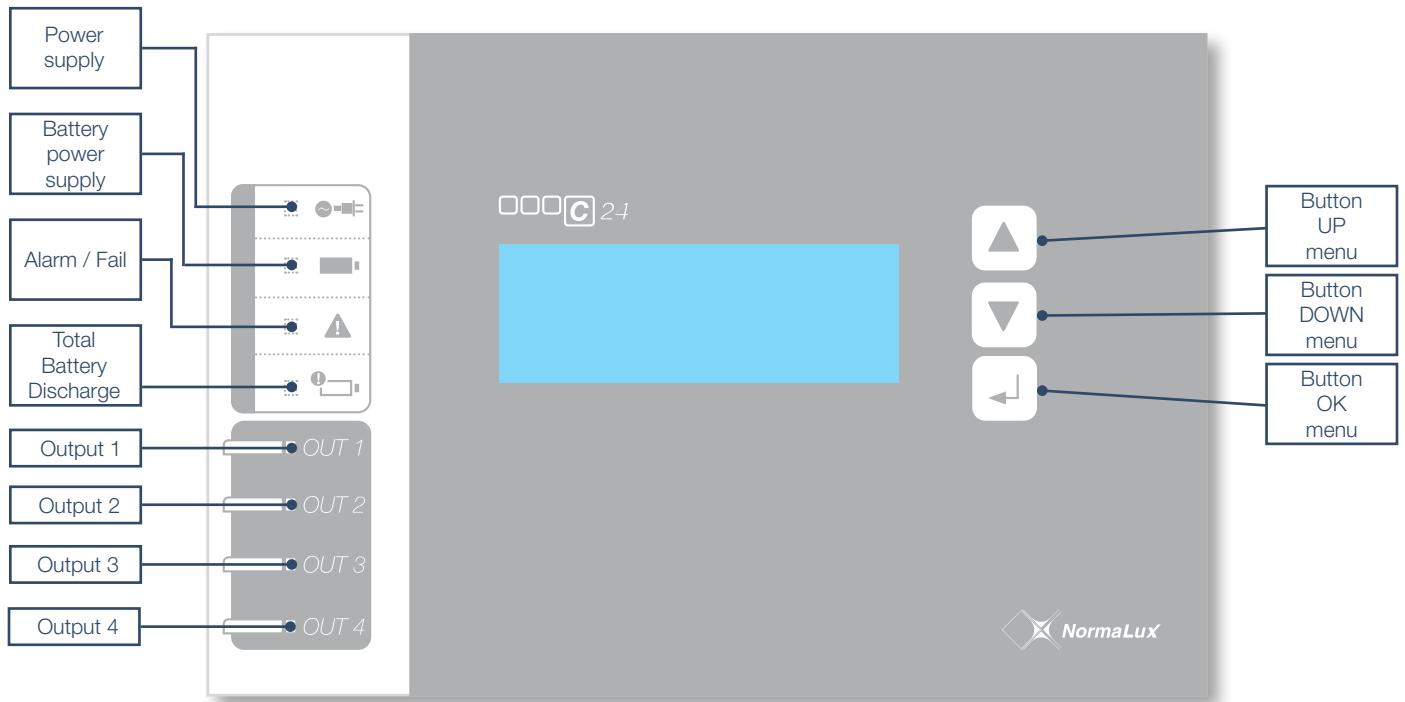 Power
supply
Battery
power
supply
Alarm / Fail
Total
Battery
Discharge
Output 1
Output 2
Output 3
Output 4
OUT 1
OUT 2
OUT 3
OUT 4
C 24
NormaLux
Button
UP
menu
Button
DOWN
menu
Button
OK
menu